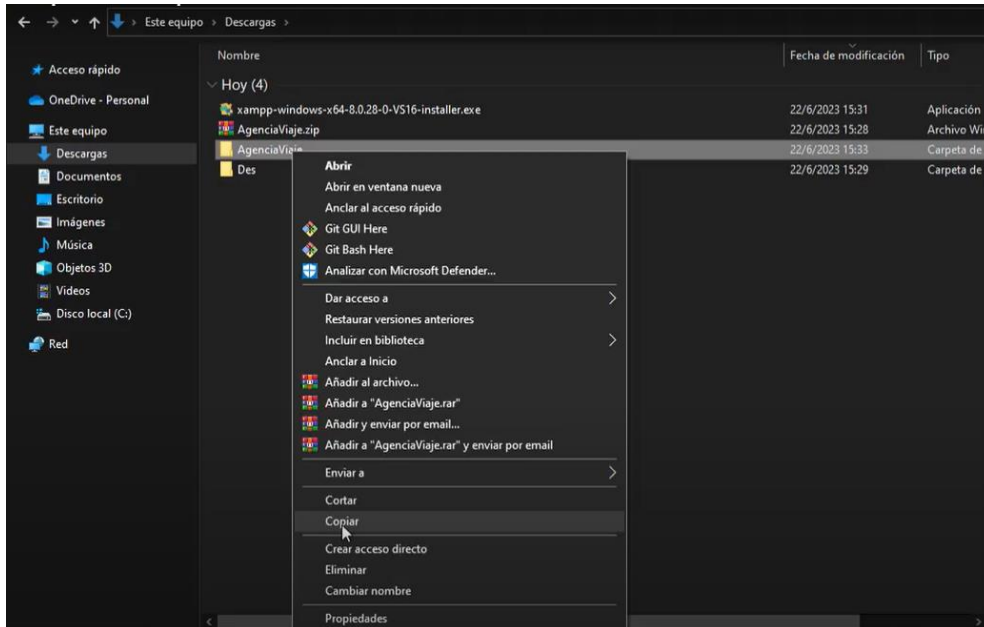 Este equipo > Descargas >
Nombre
Fecha de modificación
Tipo
Acceso rápido
OneDrive - Personal
Este equipo
Descargas
Documentos
Escritorio
Imágenes
Música
Objetos 3D
Videos
Disco local (C:)
Red
Hoy (4)
xampp-windows-x64-8.0.28-0-VS16-installer.exe 22/6/2023 15:31 Aplicación
AgenciaViaje.zip 22/6/2023 15:28 Archivo Wi
AgenciaViaje 22/6/2023 15:33 Carpeta de
Des 22/6/2023 15:29 Carpeta de
Abrir
Abrir en ventana nueva
Anclar al acceso rápido
Git GUI Here
Git Bash Here
Analizar con Microsoft Defender...
Dar acceso a
Restaurar versiones anteriores
Incluir en biblioteca
Anclar a Inicio
Añadir al archivo...
Añadir a "AgenciaViaje.rar"
Añadir y enviar por email...
Añadir a "AgenciaViaje.rar" y enviar por email
Enviar a
Cortar
Copiar
Crear acceso directo
Eliminar
Cambiar nombre
Propiedades